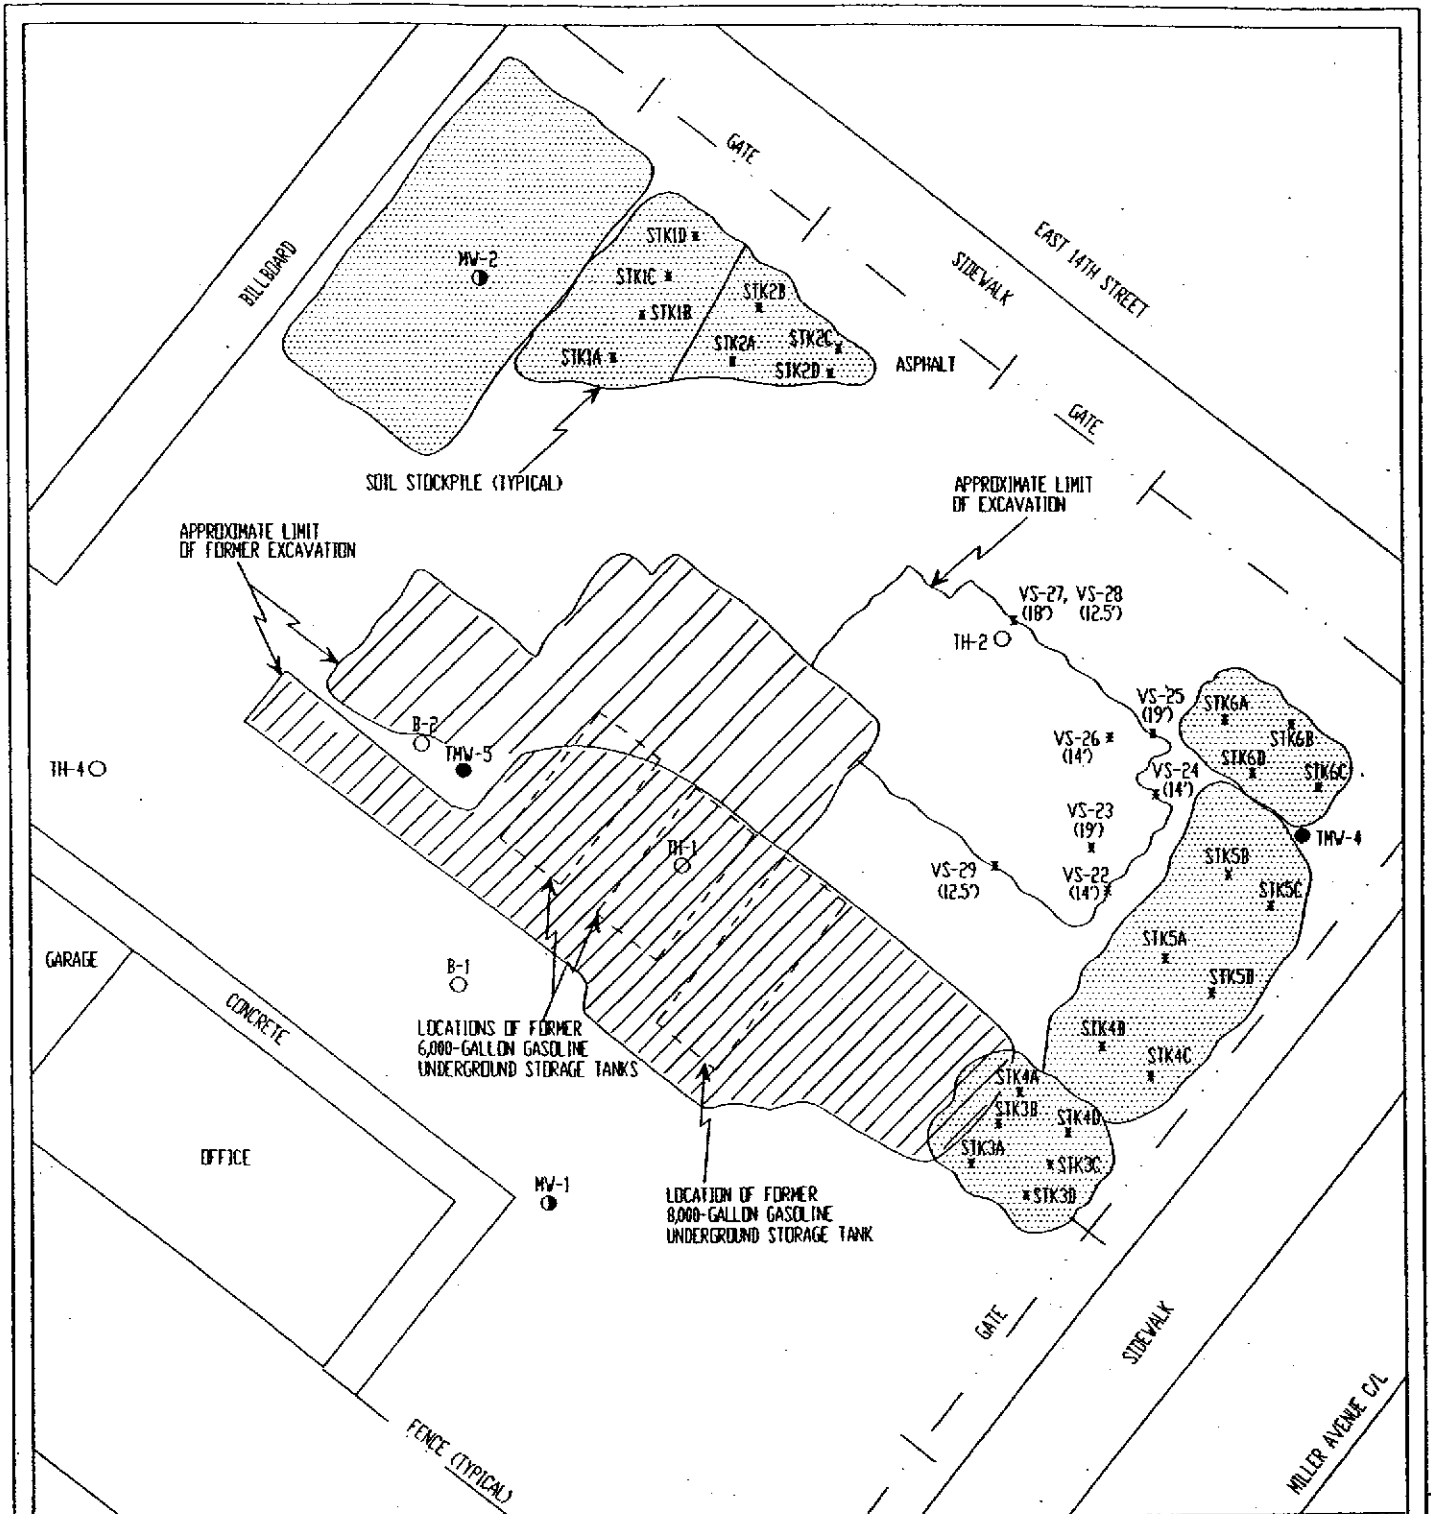 GATE
BILLBOARD
MW-2
STK1D
STK1C
STK1B
STK1A
STK2B
STK2A
STK2C
STK2D
SIDEWALK
EAST 14TH STREET
ASPHALT
GATE
SOIL STOCKPILE (TYPICAL)
APPROXIMATE LIMIT
OF EXCAVATION
APPROXIMATE LIMIT
OF FORMER EXCAVATION
VS-27, VS-28
(18') (12.5')
TH-2
VS-25
(19')
STK6A
STK6B
B-2
TMW-5
VS-26
(14')
TH-4
VS-24
(14')
STK6D
STK6C
VS-23
(19')
TMW-4
TH-1
VS-29
(12.5')
VS-22
(14')
STK5B
STK5C
STK5A
STK5D
GARAGE
B-1
CONCRETE
LOCATIONS OF FORMER
6,000-GALLON GASOLINE
UNDERGROUND STORAGE TANKS
STK4B
STK4C
STK4A
STK3B
STK4D
STK3A
STK3C
STK3D
OFFICE
MW-1
LOCATION OF FORMER
8,000-GALLON GASOLINE
UNDERGROUND STORAGE TANK
GATE
SIDEWALK
MILLER AVENUE C/L
FENCE (TYPICAL)